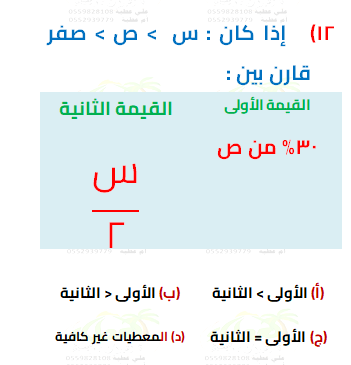 ١٢) إذا كان : س < ص < صفر
قارن بين :
القيمة الأولى القيمة الثانية
٣٠% من ص
س
٢
(أ) الأولى < الثانية (ب) الأولى > الثانية
(ج) الأولى = الثانية (د) المعطيات غير كافية